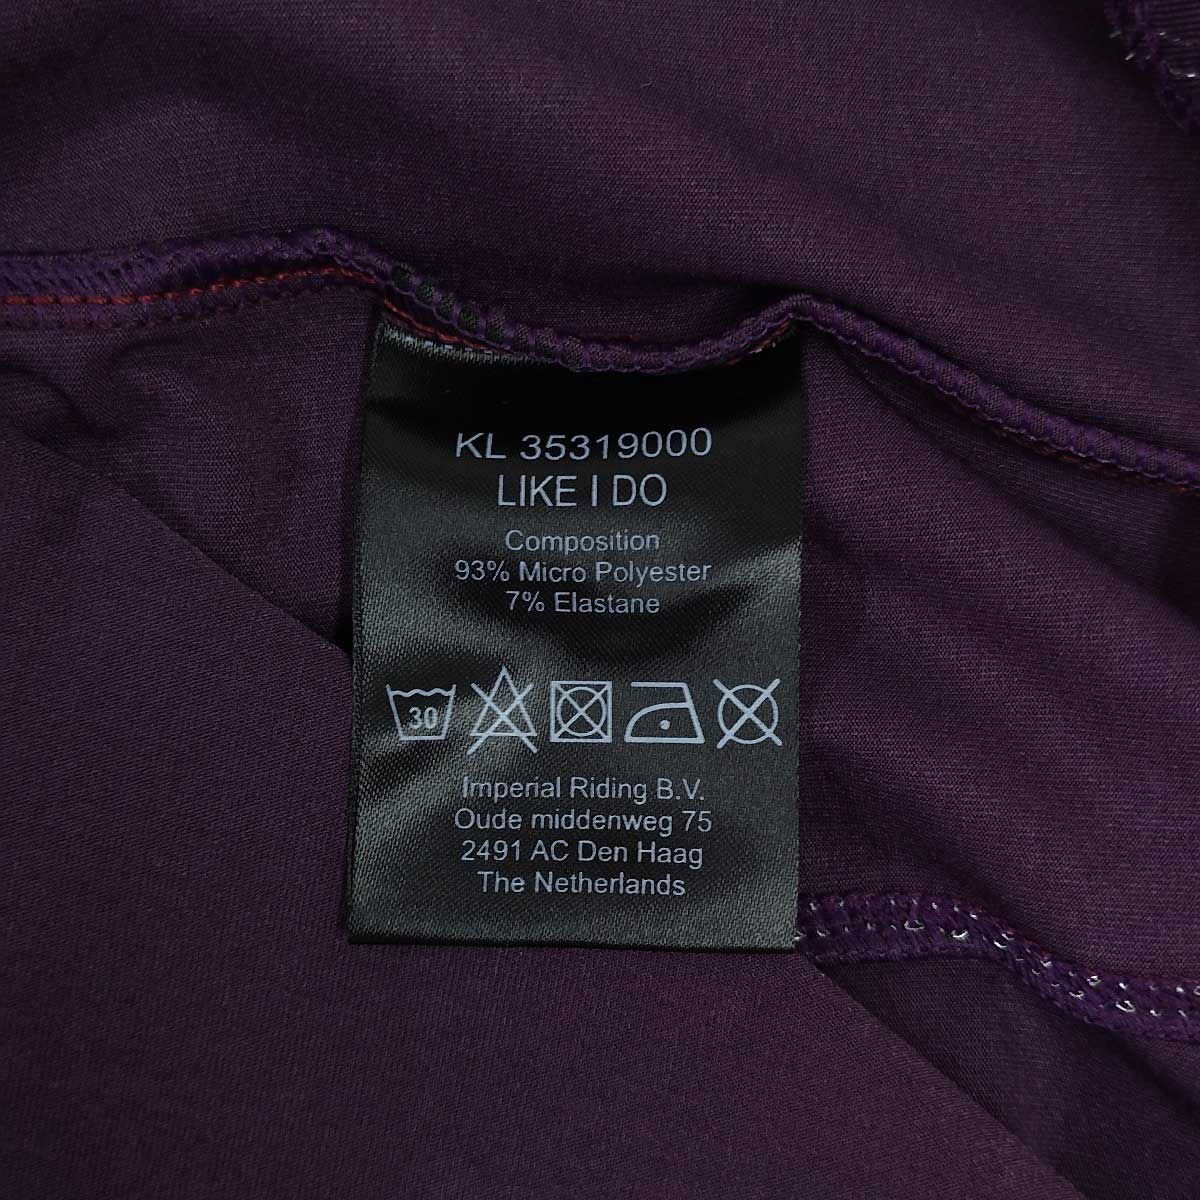 KL 35319000
LIKE I DO
Composition
93% Micro Polyester
7% Elastane
30
Imperial Riding B.V.
Oude middenweg 75
2491 AC Den Haag
The Netherlands